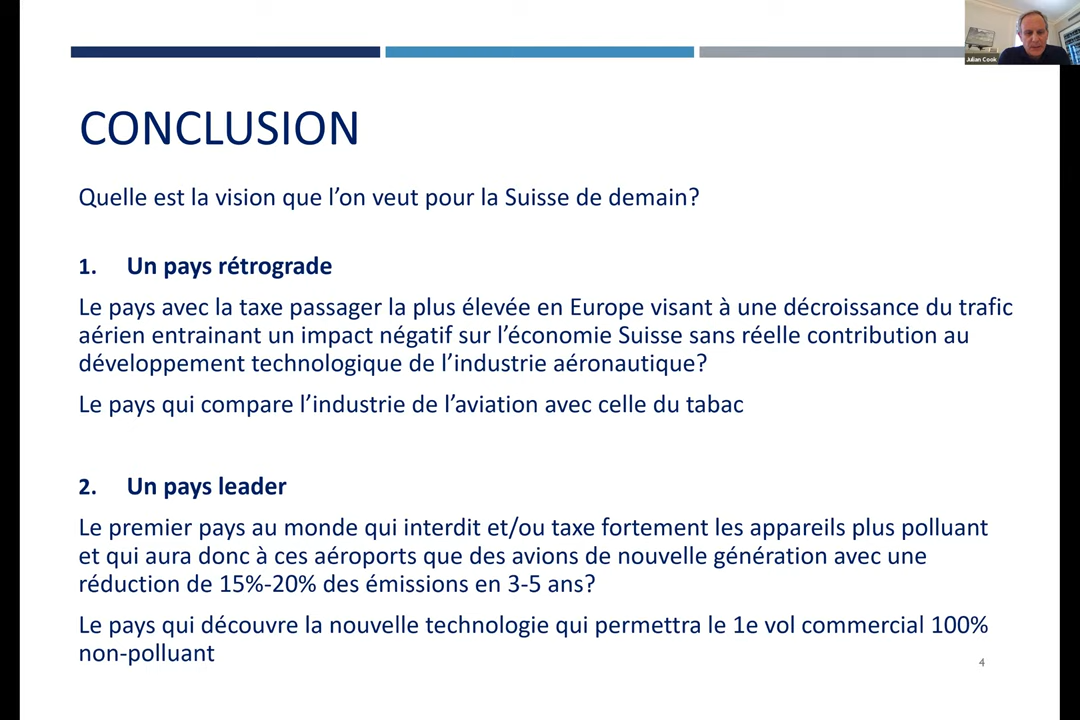 Julian Cook
CONCLUSION
Quelle est la vision que l’on veut pour la Suisse de demain?
1. Un pays rétrograde
Le pays avec la taxe passager la plus élevée en Europe visant à une décroissance du trafic
aérien entrainant un impact négatif sur l’économie Suisse sans réelle contribution au
développement technologique de l’industrie aéronautique?
Le pays qui compare l’industrie de l’aviation avec celle du tabac
2. Un pays leader
Le premier pays au monde qui interdit et/ou taxe fortement les appareils plus polluant
et qui aura donc à ces aéroports que des avions de nouvelle génération avec une
réduction de 15%-20% des émissions en 3-5 ans?
Le pays qui découvre la nouvelle technologie qui permettra le 1e vol commercial 100%
non-polluant
4